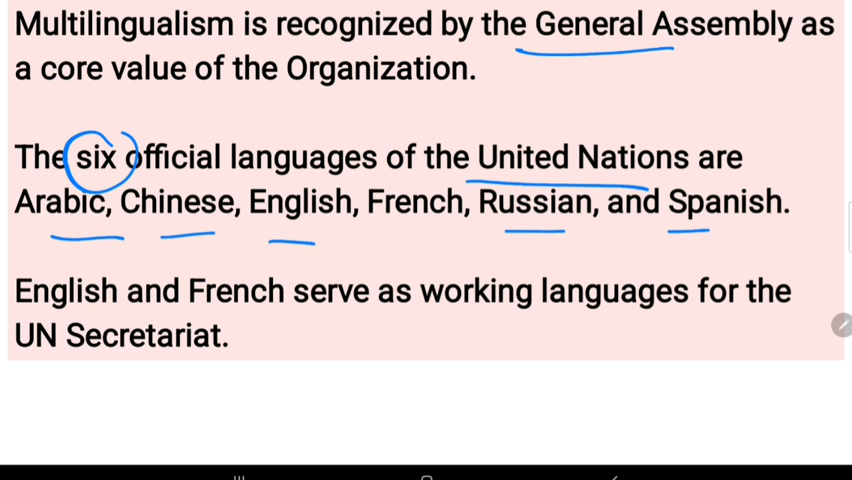 Multilingualism is recognized by the General Assembly as
a core value of the Organization.
The six official languages of the United Nations are
Arabic, Chinese, English, French, Russian, and Spanish.
English and French serve as working languages for the
UN Secretariat.